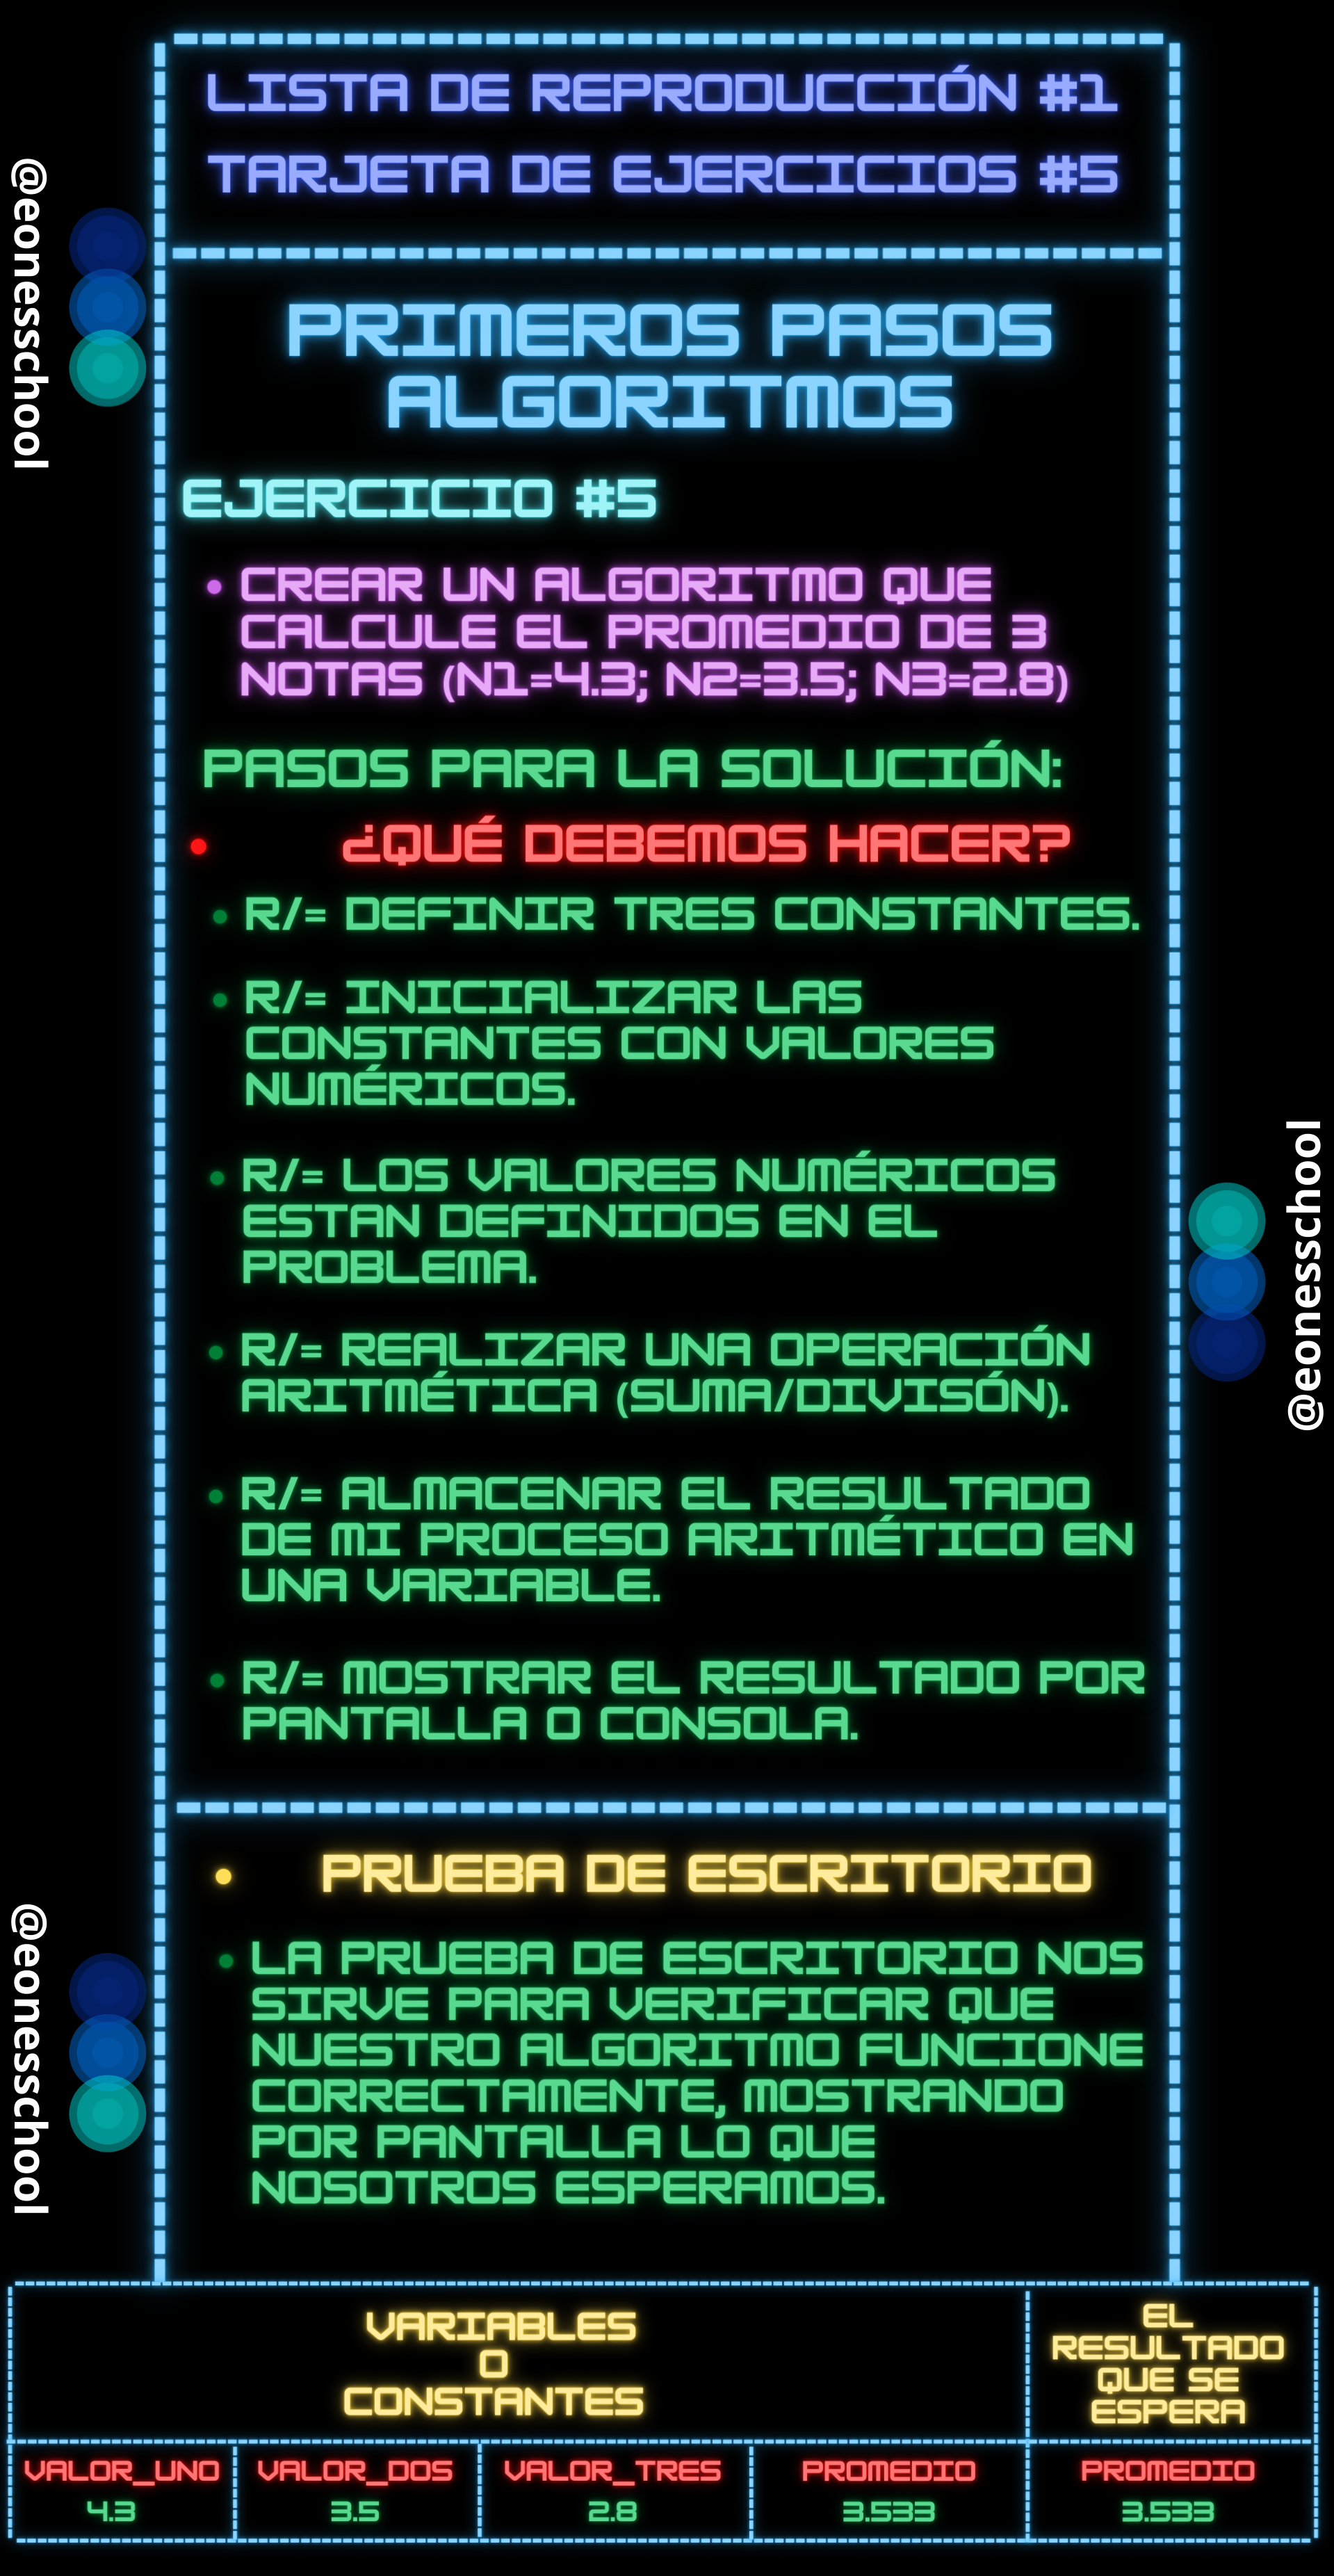 LISTA DE REPRODUCCIÓN #1
TARJETA DE EJERCICIOS #5
@eonesschool
PRIMEROS PASOS
ALGORITMOS
EJERCICIO #5
• CREAR UN ALGORITMO QUE
CALCULE EL PROMEDIO DE 3
NOTAS (N1=4.3; N2=3.5; N3=2.8)
PASOS PARA LA SOLUCIÓN:
• ¿QUÉ DEBEMOS HACER?
• R/= DEFINIR TRES CONSTANTES.
• R/= INICIALIZAR LAS
CONSTANTES CON VALORES
NUMÉRICOS.
• R/= LOS VALORES NUMÉRICOS
ESTAN DEFINIDOS EN EL
PROBLEMA.
@eonesschool
• R/= REALIZAR UNA OPERACIÓN
ARITMÉTICA (SUMA/DIVISÓN).
• R/= ALMACENAR EL RESULTADO
DE MI PROCESO ARITMÉTICO EN
UNA VARIABLE.
• R/= MOSTRAR EL RESULTADO POR
PANTALLA O CONSOLA.
• PRUEBA DE ESCRITORIO
@eonesschool
• LA PRUEBA DE ESCRITORIO NOS
SIRVE PARA VERIFICAR QUE
NUESTRO ALGORITMO FUNCIONE
CORRECTAMENTE, MOSTRANDO
POR PANTALLA LO QUE
NOSOTROS ESPERAMOS.
VARIABLES
O
CONSTANTES
EL
RESULTADO
QUE SE
ESPERA
VALOR_UNO VALOR_DOS VALOR_TRES PROMEDIO PROMEDIO
4.3 3.5 2.8 3.533 3.533